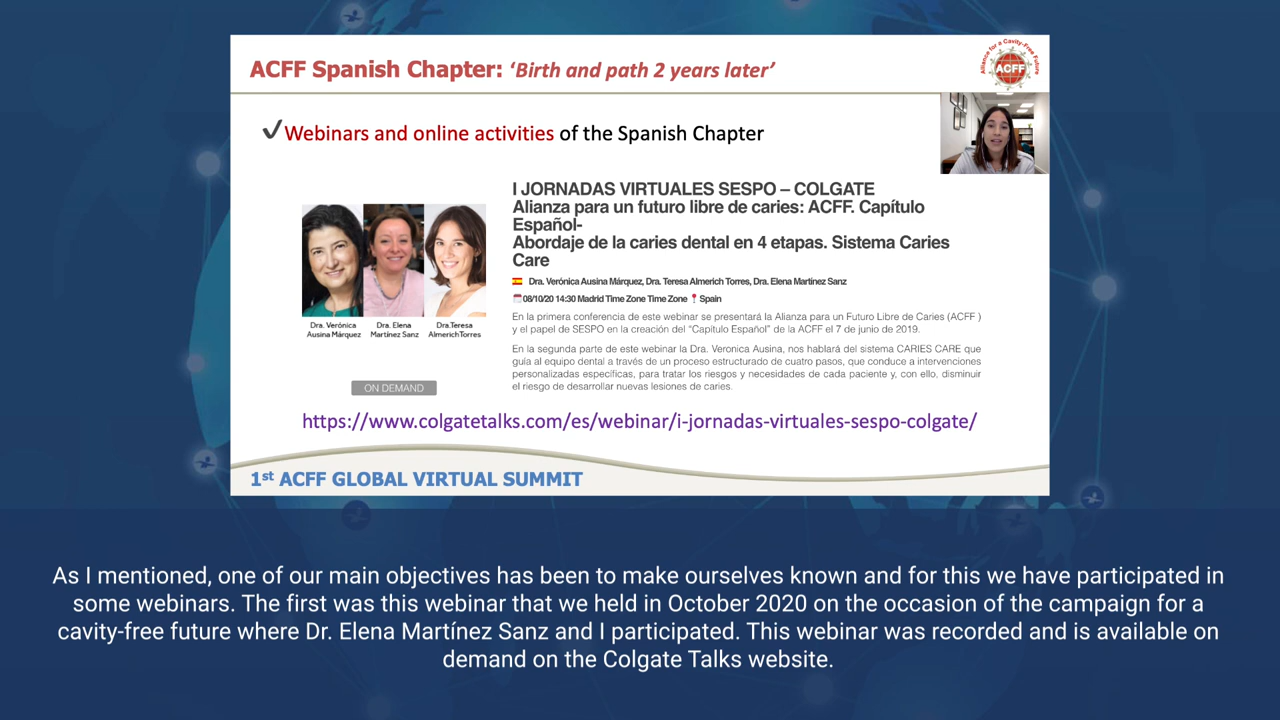 ACFF Spanish Chapter: ‘Birth and path 2 years later’
Alliance for a Cavity-Free Future
ACFF
✓Webinars and online activities of the Spanish Chapter
I JORNADAS VIRTUALES SESPO – COLGATE
Alianza para un futuro libre de caries: ACFF. Capítulo
Español-
Abordaje de la caries dental en 4 etapas. Sistema Caries
Care
Dra. Verónica Ausina Márquez, Dra. Teresa Almerich Torres, Dra. Elena Martínez Sanz
08/10/20 14:30 Madrid Time Zone Time Zone 📍 Spain
En la primera conferencia de este webinar se presentará la Alianza para un Futuro Libre de Caries (ACFF )
y el papel de SESPO en la creación del “Capítulo Español” de la ACFF el 7 de junio de 2019.
En la segunda parte de este webinar la Dra. Veronica Ausina, nos hablará del sistema CARIES CARE que
guía al equipo dental a través de un proceso estructurado de cuatro pasos, que conduce a intervenciones
personalizadas específicas, para tratar los riesgos y necesidades de cada paciente y, con ello, disminuir
el riesgo de desarrollar nuevas lesiones de caries.
Dra. Verónica
Ausina Márquez
Dra. Elena
Martínez Sanz
Dra.Teresa
AlmerichTorres
ON DEMAND
https://www.colgatetalks.com/es/webinar/i-jornadas-virtuales-sespo-colgate/
1st ACFF GLOBAL VIRTUAL SUMMIT
As I mentioned, one of our main objectives has been to make ourselves known and for this we have participated in
some webinars. The first was this webinar that we held in October 2020 on the occasion of the campaign for a
cavity-free future where Dr. Elena Martínez Sanz and I participated. This webinar was recorded and is available on
demand on the Colgate Talks website.